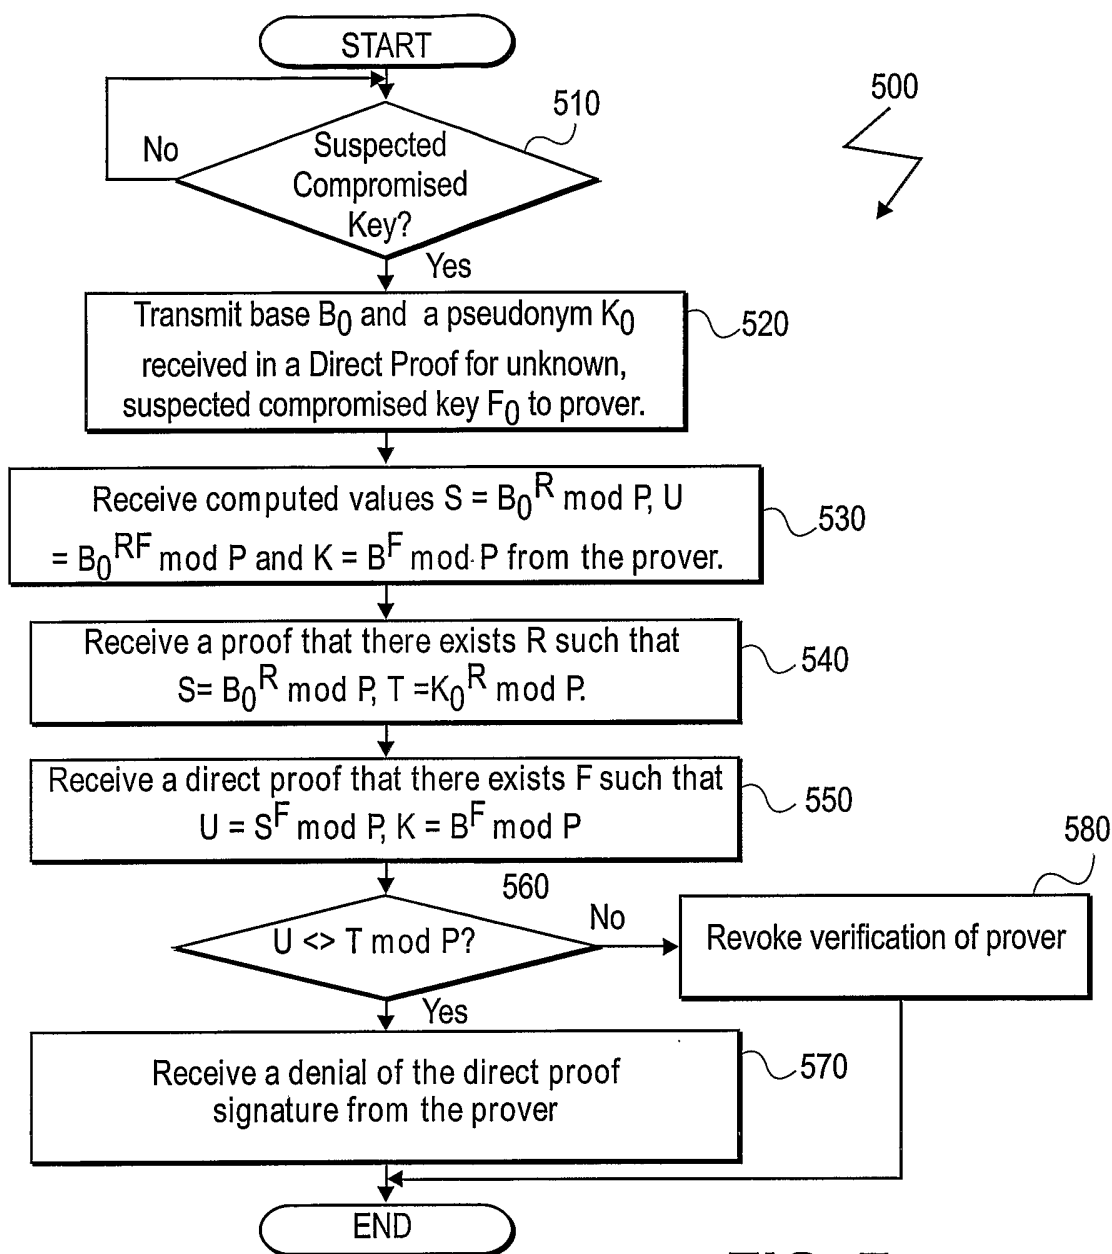 START
510
500
No
Suspected
Compromised
Key?
Yes
Transmit base B₀ and a pseudonym K₀
received in a Direct Proof for unknown,
suspected compromised key F₀ to prover.
520
Receive computed values S = B₀ᴿ mod P, U
= B₀ᴿꟳ mod P and K = Bꟳ mod P from the prover.
530
Receive a proof that there exists R such that
S= B₀ᴿ mod P, T =K₀ᴿ mod P.
540
Receive a direct proof that there exists F such that
U = Sꟳ mod P, K = Bꟳ mod P
550
560
580
U <> T mod P?
No
Revoke verification of prover
Yes
Receive a denial of the direct proof
signature from the prover
570
END